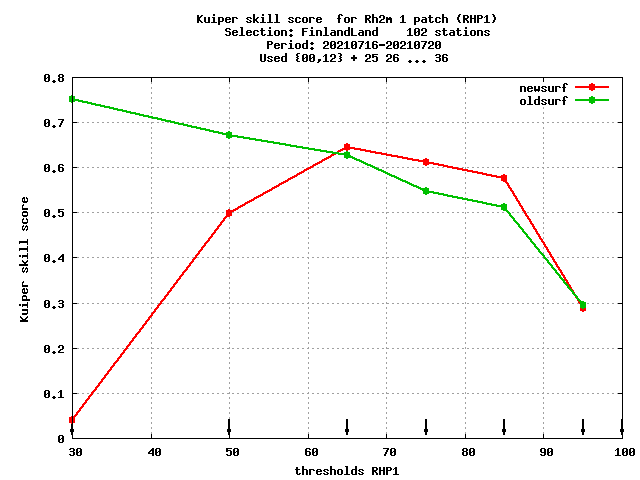 Kuiper skill score  for Rh2m 1 patch (RHP1)
Selection: FinlandLand    102 stations
Period: 20210716-20210720
Used {00,12} + 25 26 ... 36
newsurf
oldsurf
Kuiper skill score
0.8
0.7
0.6
0.5
0.4
0.3
0.2
0.1
0
30 40 50 60 70 80 90 100
thresholds RHP1